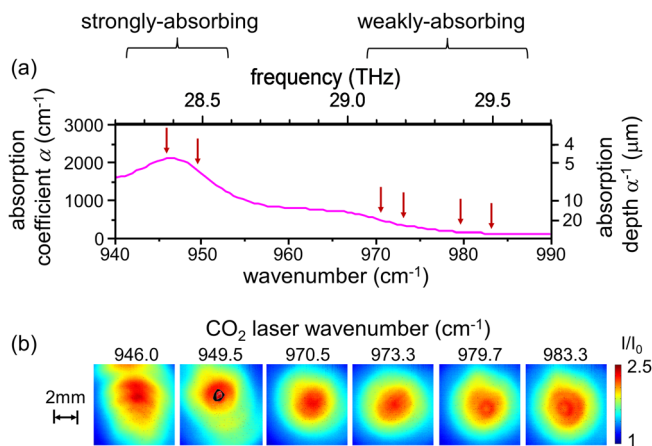 strongly-absorbing weakly-absorbing
(a) frequency (THz)
28.5 29.0 29.5
absorption coefficient α (cm⁻¹)
3000
2000
1000
0
4
5
10
20
absorption depth α⁻¹ (μm)
940 950 960 970 980 990
wavenumber (cm⁻¹)
(b) CO₂ laser wavenumber (cm⁻¹)
946.0 949.5 970.5 973.3 979.7 983.3
I/I₀
2.5
1
2mm